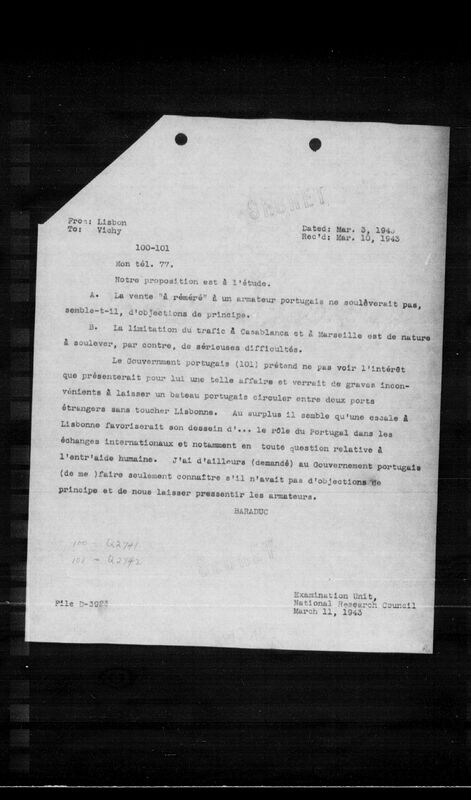 From: Lisbon
To: Vichy
Dated: Mar. 3, 1943
Rec'd: Mar. 10, 1943
100-101
Mon tél. 77.
Notre proposition est à l'étude.
A. La vente "à réméré" à un armateur portugais ne soulèverait pas,
semble-t-il, d'objections de principe.
B. La limitation du trafic à Casablanca et à Marseille est de nature
à soulever, par contre, de sérieuses difficultés.
Le Gouvernment portugais (101) prétend ne pas voir l'intérêt
que présenterait pour lui une telle affaire et verrait de graves incon-
vénients à laisser un bateau portugais circuler entre deux ports
étrangers sans toucher Lisbonne. Au surplus il semble qu'une escale à
Lisbonne favoriserait son dessein d'... le rôle du Portugal dans les
échanges internationaux et notamment en toute question relative à
l'entr'aide humaine. J'ai d'ailleurs (demandé) au Gouvernement portugais
(de me )faire seulement connaître s'il n'avait pas d'objections de
principe et de nous laisser pressentir les armateurs.
BARADUC
100 - Q2741
101 - Q2742
File D-3923
Examination Unit,
National Research Council
March 11, 1943